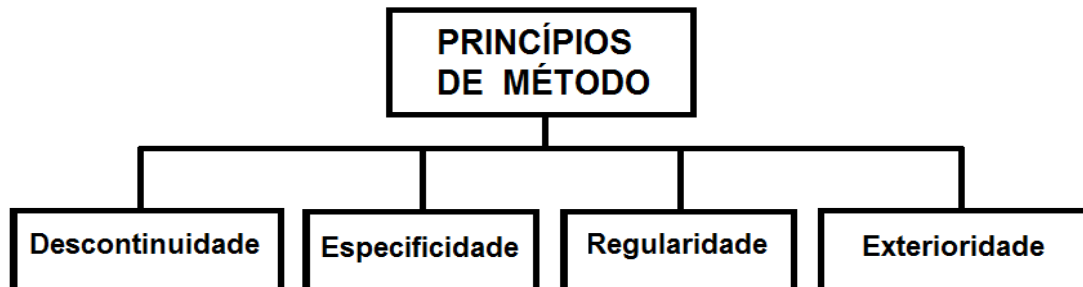 PRINCÍPIOS
DE MÉTODO
Descontinuidade
Especificidade
Regularidade
Exterioridade